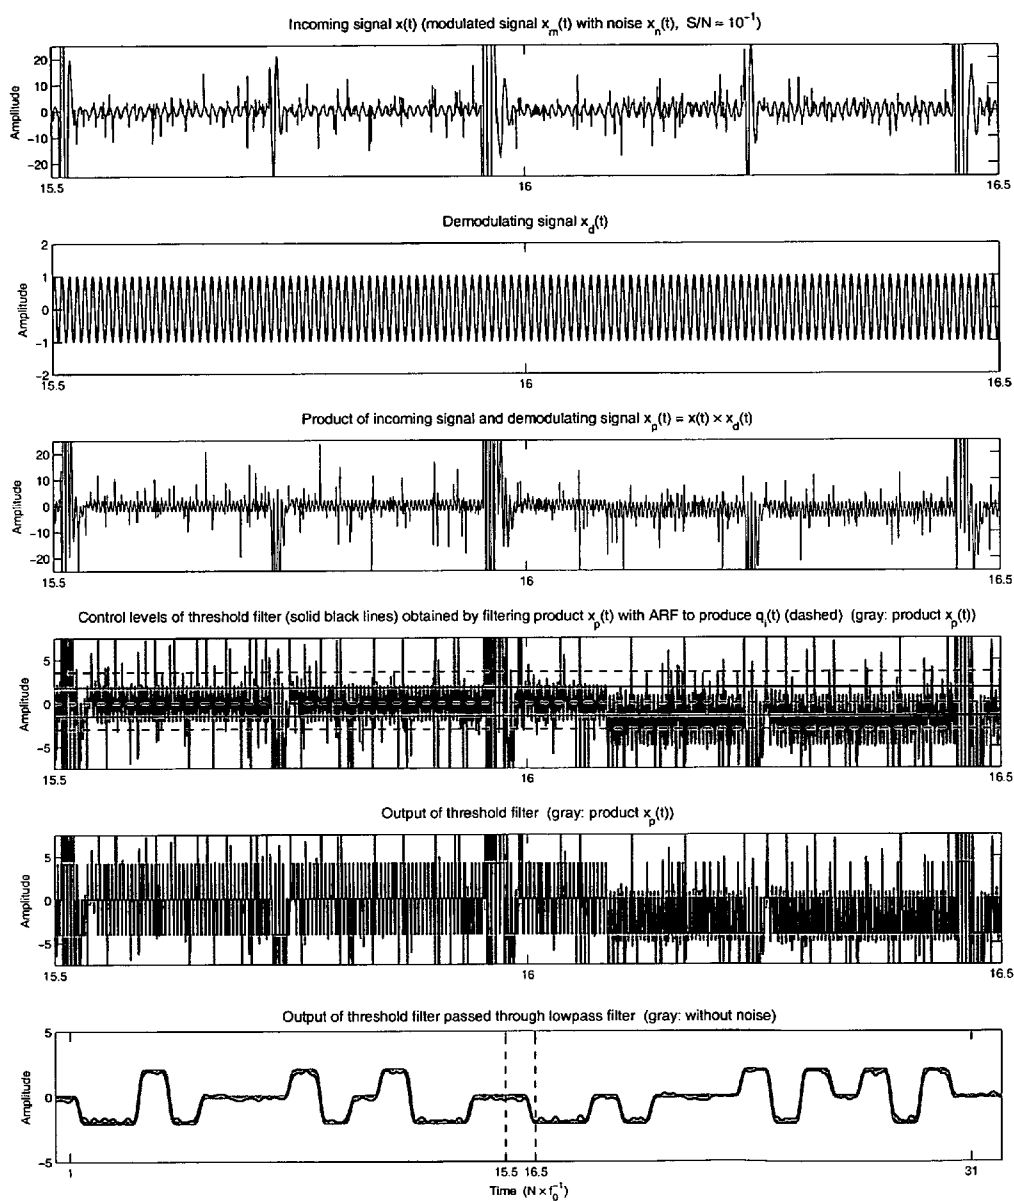 Incoming signal x(t) (modulated signal x_m(t) with noise x_n(t), S/N ≈ 10^-1)
20
10
0
-10
-20
Amplitude
15.5 16 16.5
Demodulating signal x_d(t)
2
1
0
-1
-2
Amplitude
15.5 16 16.5
Product of incoming signal and demodulating signal x_p(t) = x(t) × x_d(t)
20
10
0
-10
-20
Amplitude
15.5 16 16.5
Control levels of threshold filter (solid black lines) obtained by filtering product x_p(t) with ARF to produce q_i(t) (dashed) (gray: product x_p(t))
5
0
-5
Amplitude
15.5 16 16.5
Output of threshold filter (gray: product x_p(t))
5
0
-5
Amplitude
15.5 16 16.5
Output of threshold filter passed through lowpass filter (gray: without noise)
5
0
-5
Amplitude
1 15.5 16.5 31
Time (N × f_0^-1)